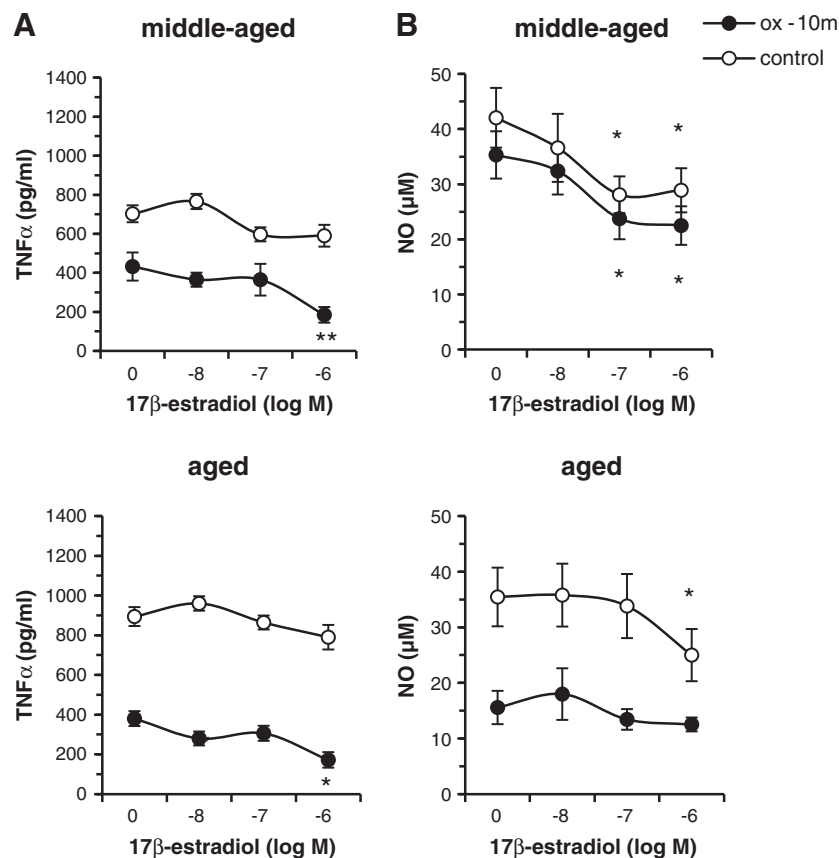 A
middle-aged
B
middle-aged
ox -10m
control
TNFα (pg/ml)
1400
1200
1000
800
600
400
200
0
**
0 -8 -7 -6
17β-estradiol (log M)
NO (µM)
50
40
30
20
10
0
* *
* *
0 -8 -7 -6
17β-estradiol (log M)
aged
TNFα (pg/ml)
1400
1200
1000
800
600
400
200
0
*
0 -8 -7 -6
17β-estradiol (log M)
aged
NO (µM)
50
40
30
20
10
0
*
0 -8 -7 -6
17β-estradiol (log M)